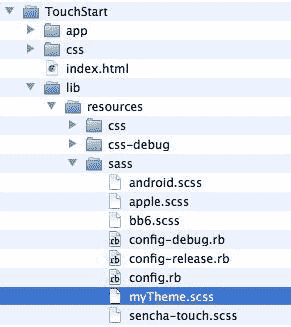 TouchStart
app
css
index.html
lib
resources
css
css-debug
sass
android.scss
apple.scss
bb6.scss
rb config-debug.rb
rb config-release.rb
rb config.rb
myTheme.scss
sencha-touch.scss